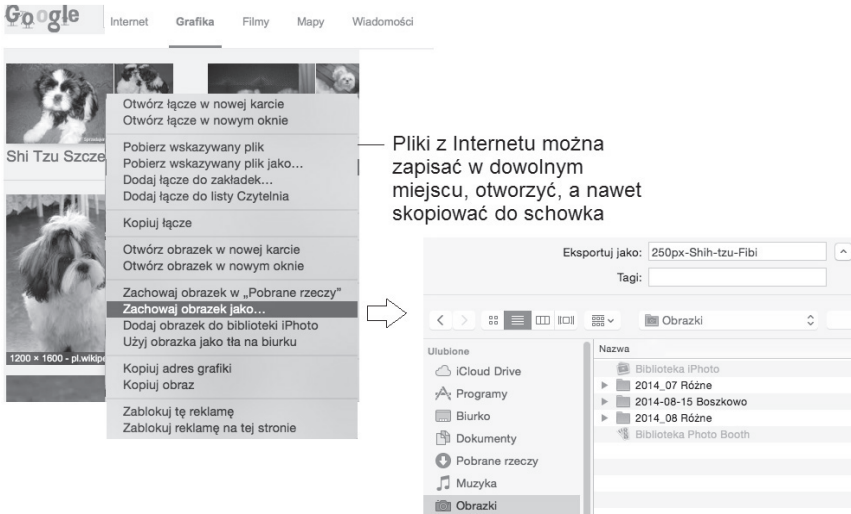 Google
Internet Grafika Filmy Mapy Wiadomości
Shi Tzu Szcze
1200 × 1600 - pl.wikipe
Otwórz łącze w nowej karcie
Otwórz łącze w nowym oknie
Pobierz wskazywany plik
Pobierz wskazywany plik jako...
Dodaj łącze do zakładek...
Dodaj łącze do listy Czytelnia
Kopiuj łącze
Otwórz obrazek w nowej karcie
Otwórz obrazek w nowym oknie
Zachowaj obrazek w „Pobrane rzeczy”
Zachowaj obrazek jako...
Dodaj obrazek do biblioteki iPhoto
Użyj obrazka jako tła na biurku
Kopiuj adres grafiki
Kopiuj obraz
Zablokuj tę reklamę
Zablokuj reklamę na tej stronie
Pliki z Internetu można
zapisać w dowolnym
miejscu, otworzyć, a nawet
skopiować do schowka
Eksportuj jako: 250px-Shih-tzu-Fibi
Tagi:
Obrazki
Ulubione
iCloud Drive
Programy
Biurko
Dokumenty
Pobrane rzeczy
Muzyka
Obrazki
Nazwa
Biblioteka iPhoto
2014_07 Różne
2014-08-15 Boszkowo
2014_08 Różne
Biblioteka Photo Booth